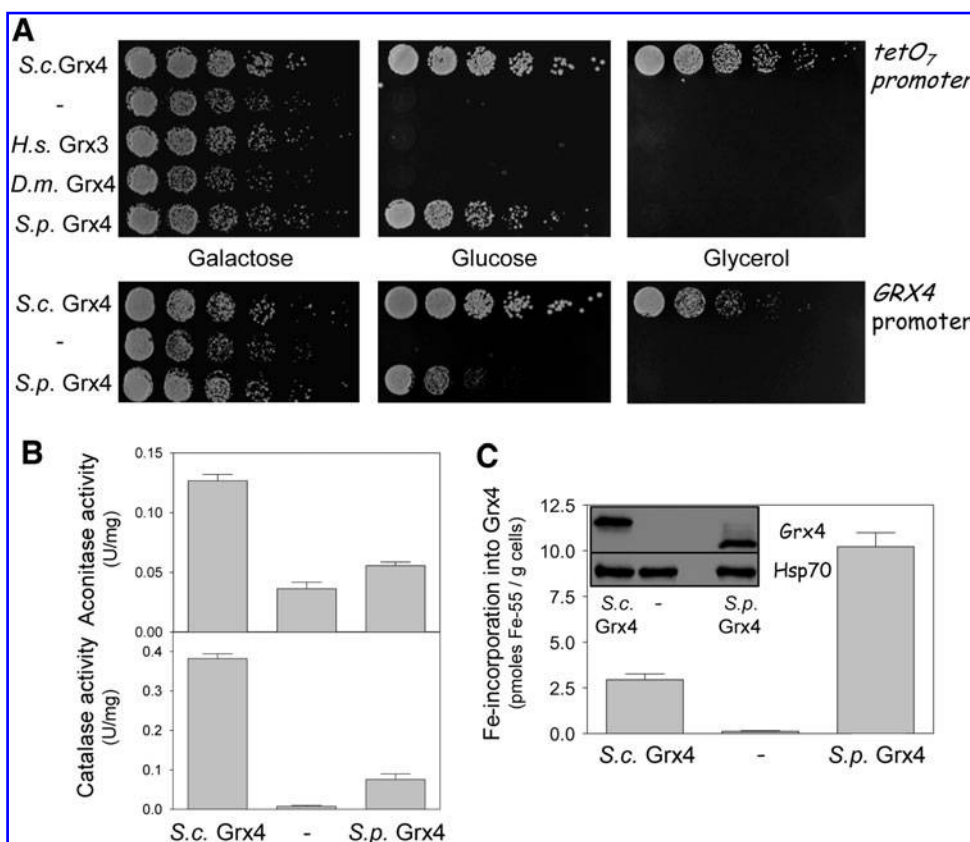 A
S.c.Grx4
-
H.s. Grx3
D.m. Grx4
S.p. Grx4
tetO7
promoter
Galactose
Glucose
Glycerol
S.c. Grx4
-
S.p. Grx4
GRX4
promoter
B
Aconitase activity
(U/mg)
0.15
0.10
0.05
0.00
Catalase activity
(U/mg)
0.4
0.3
0.1
0.0
S.c. Grx4
-
S.p. Grx4
C
Fe-incorporation into Grx4
(pmoles Fe-55 / g cells)
12.5
10.0
7.5
5.0
2.5
0.0
Grx4
Hsp70
S.c.
Grx4
-
S.p.
Grx4
S.c. Grx4
-
S.p. Grx4